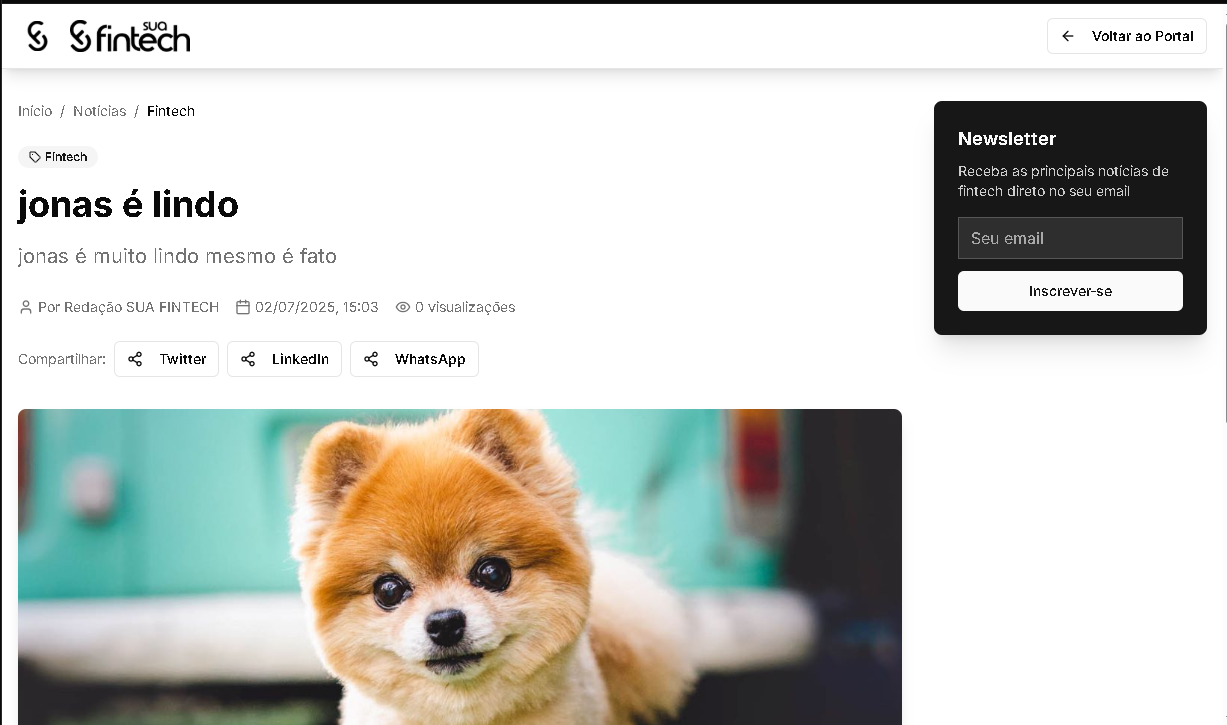 SUA
fintech
Voltar ao Portal
Início / Notícias / Fintech
Fintech
jonas é lindo
jonas é muito lindo mesmo é fato
Por Redação SUA FINTECH 02/07/2025, 15:03 0 visualizações
Compartilhar: Twitter LinkedIn WhatsApp
Newsletter
Receba as principais notícias de
fintech direto no seu email
Seu email
Inscrever-se